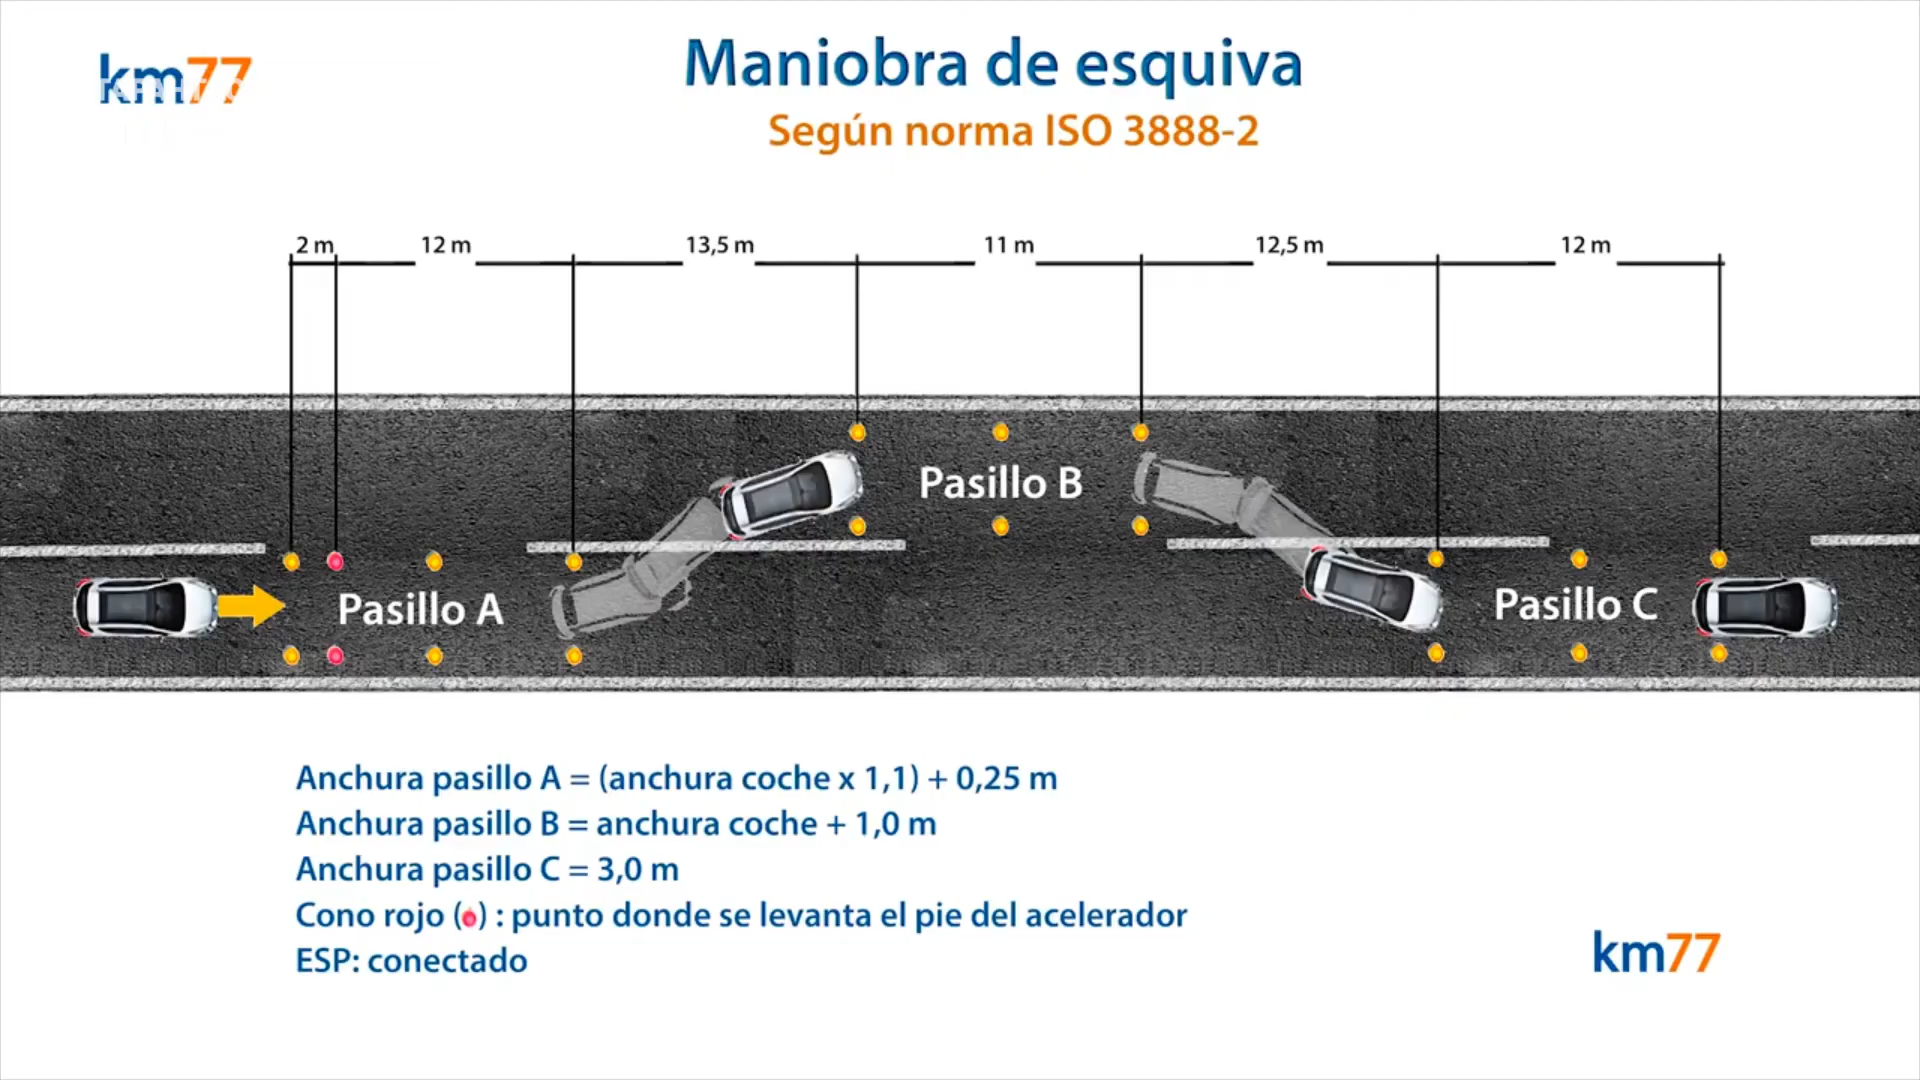 km77
Maniobra de esquiva
Según norma ISO 3888-2
2 m 12 m 13,5 m 11 m 12,5 m 12 m
Pasillo B
Pasillo A
Pasillo C
Anchura pasillo A = (anchura coche x 1,1) + 0,25 m
Anchura pasillo B = anchura coche + 1,0 m
Anchura pasillo C = 3,0 m
Cono rojo ( ) : punto donde se levanta el pie del acelerador
ESP: conectado
km77